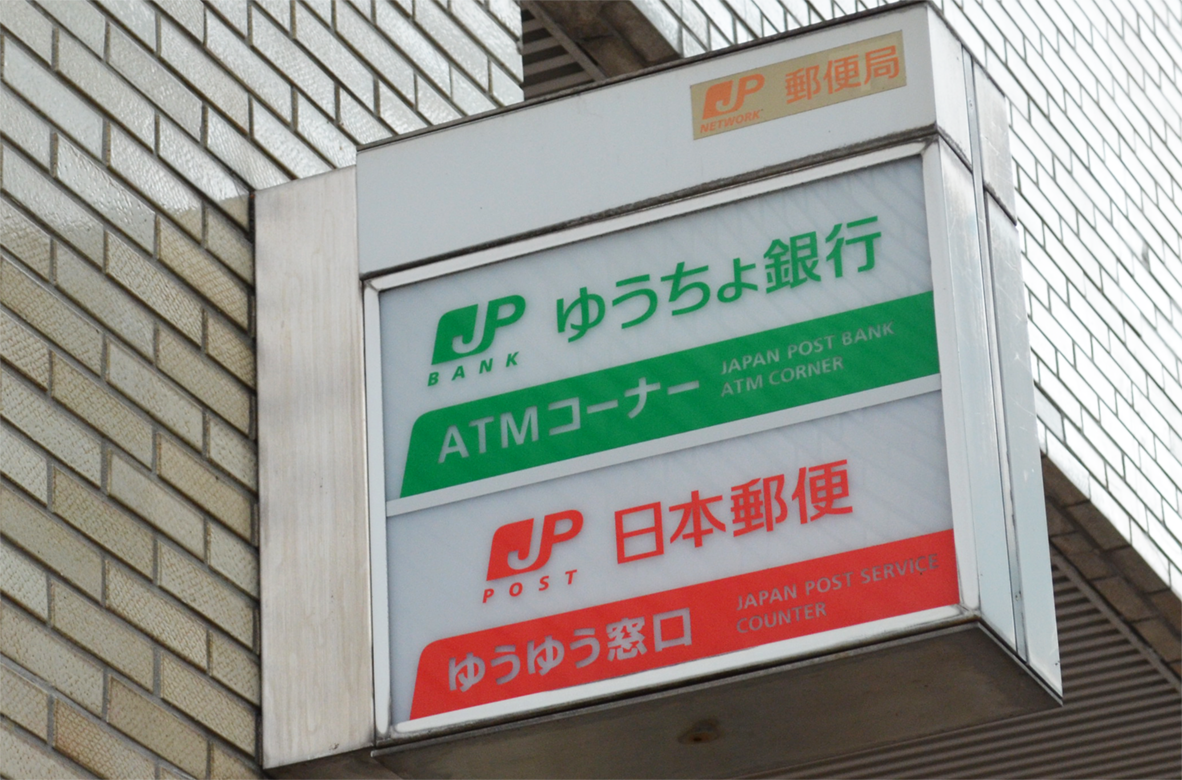 JP 郵便局
NETWORK
JP ゆうちょ銀行
BANK
ATMコーナー
JAPAN POST BANK
ATM CORNER
JP 日本郵便
POST
ゆうゆう窓口
JAPAN POST SERVICE
COUNTER